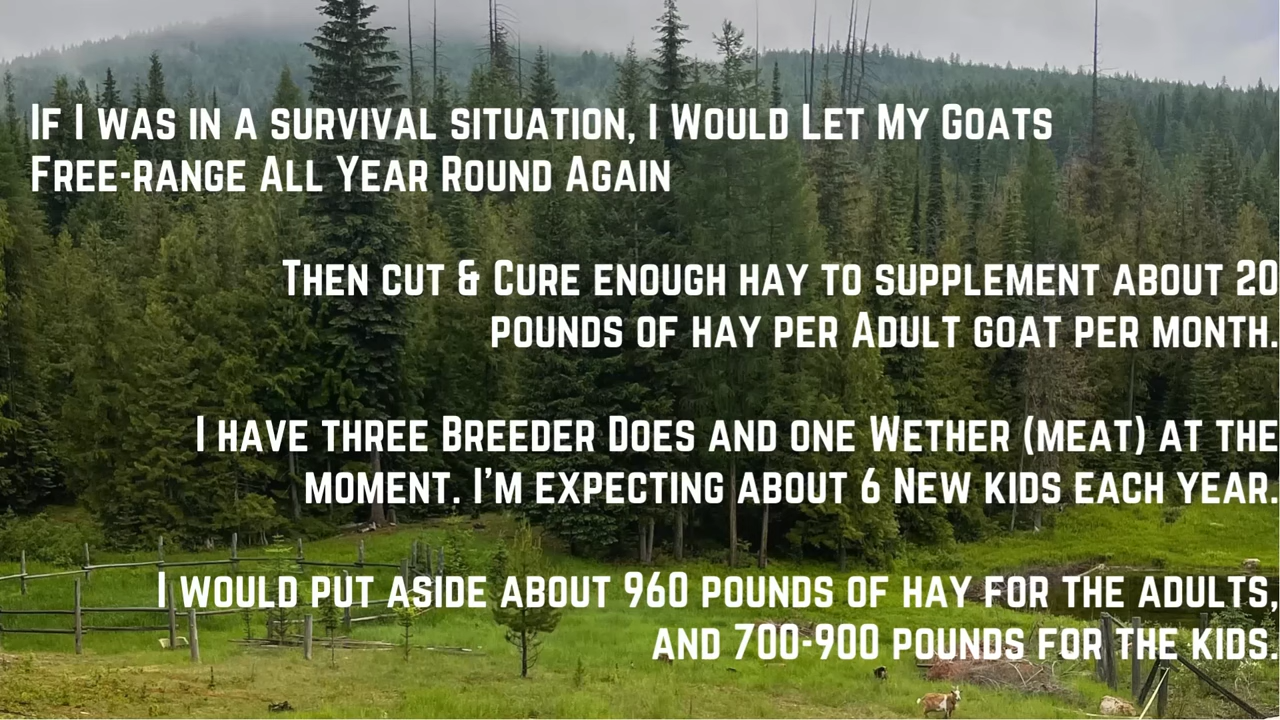 If I was in a survival situation, I Would Let My Goats
Free-range All Year Round Again
Then cut & Cure enough hay to supplement about 20
pounds of hay per Adult goat per month.
I have three Breeder Does and one Wether (meat) at the
moment. I'm expecting about 6 New kids each year.
I would put aside about 960 pounds of hay for the adults,
and 700-900 pounds for the kids.